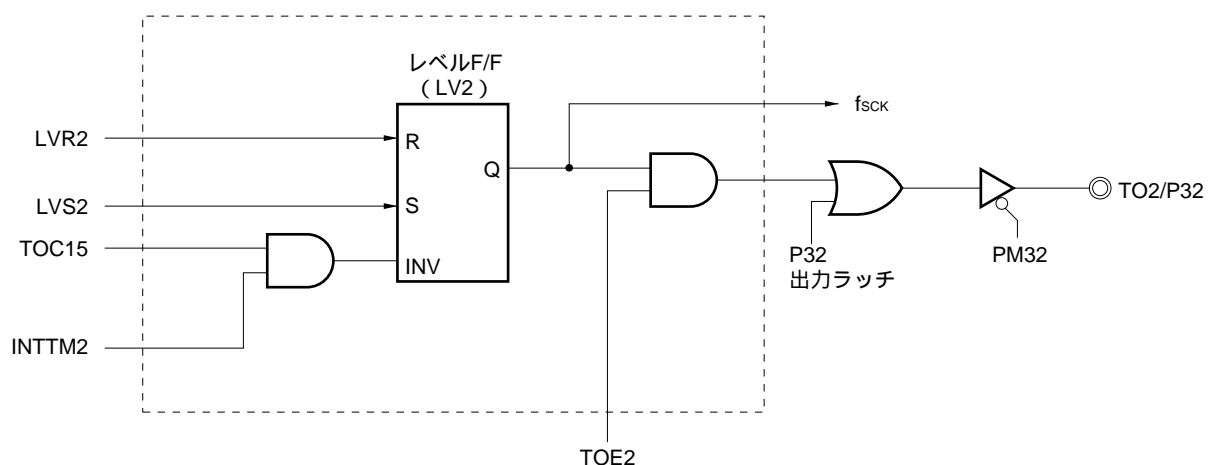 レベルF/F
(LV2)
LVR2
R
fSCK
Q
LVS2
S
TO2/P32
TOC15
INV
P32
出力ラッチ
PM32
INTTM2
TOE2